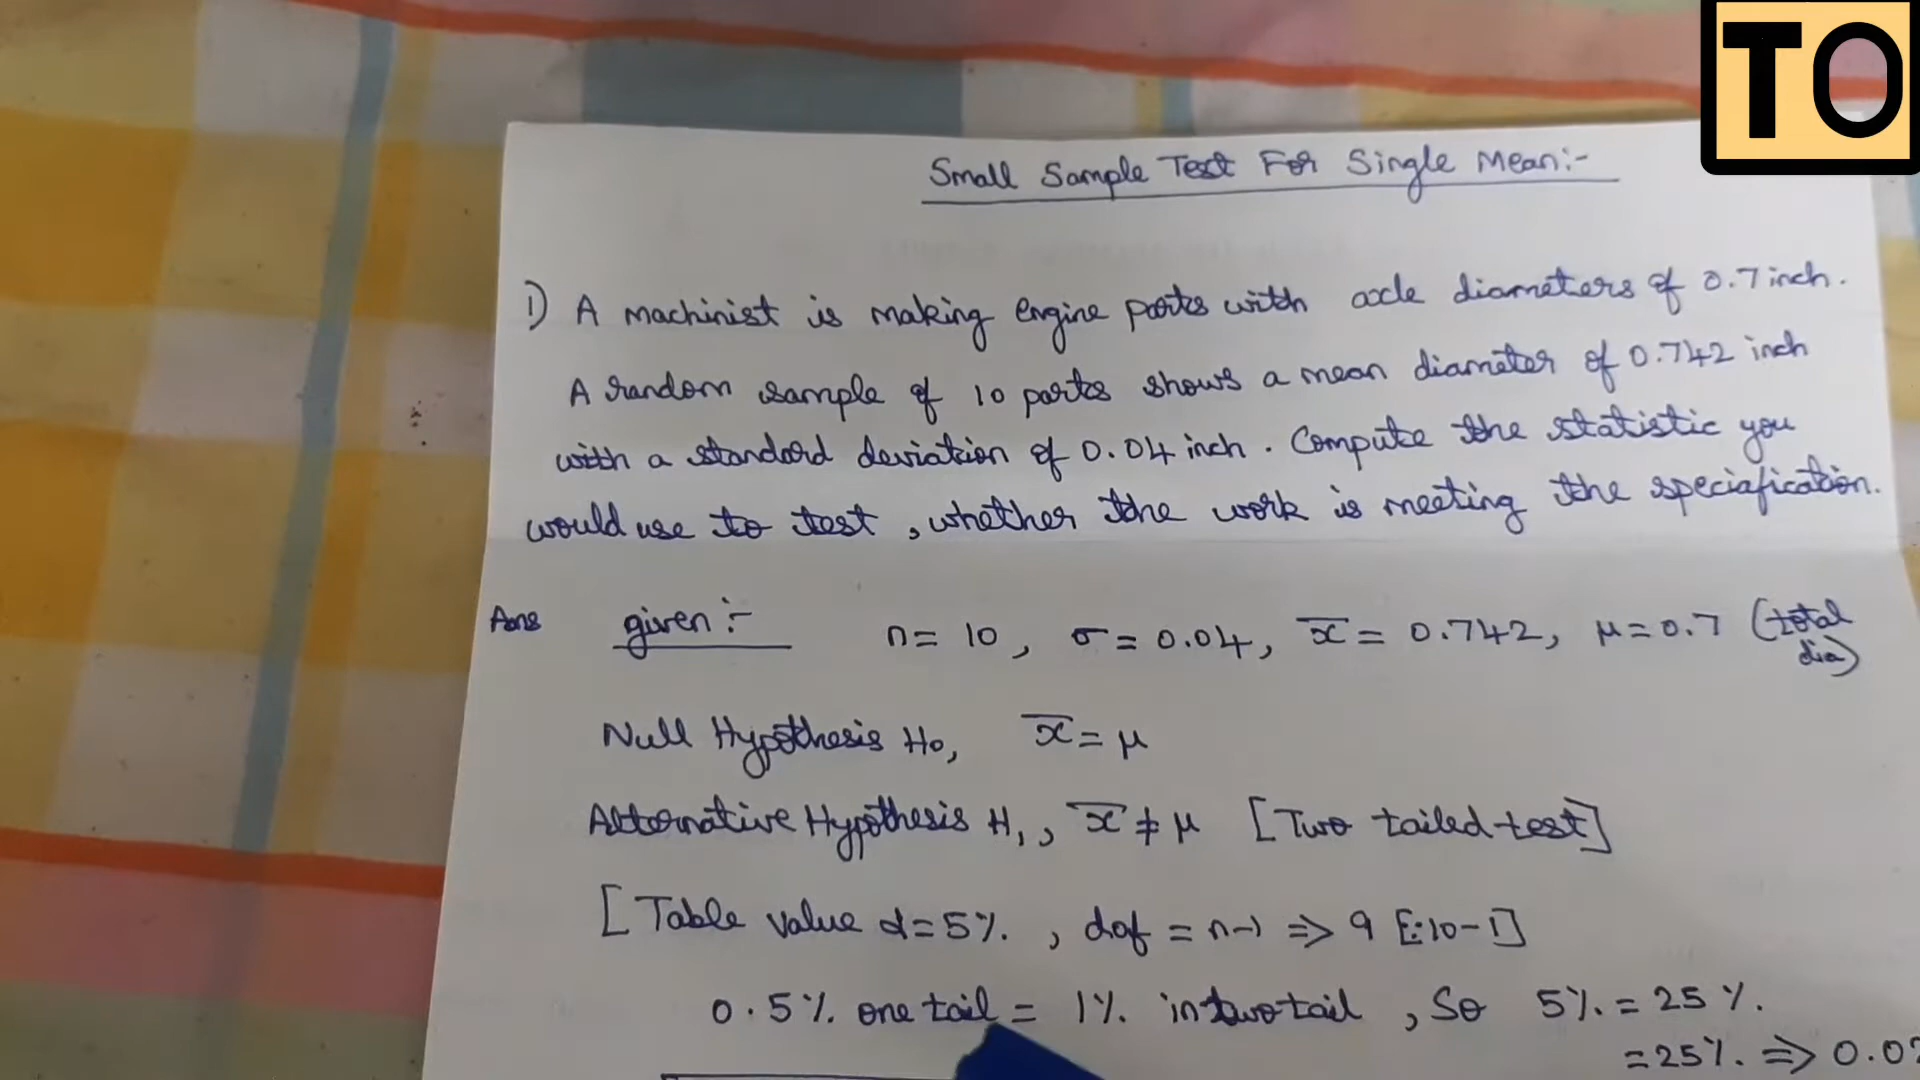 TO
Small Sample Test For Single Mean:-
1) A machinist is making engine parts with axle diameters of 0.7 inch.
A random sample of 10 parts shows a mean diameter of 0.742 inch
with a standard deviation of 0.04 inch. Compute the statistic you
would use to test, whether the work is meeting the speciafication.
Ans given:- n= 10, σ = 0.04, x̄ = 0.742, μ = 0.7 (total dia)
Null Hypothesis H₀, x̄ = μ
Alternative Hypothesis H₁, x̄ ≠ μ [Two tailed test]
[Table value α=5%, dof = n-1 => 9 [∵10-1]
0.5% one tail = 1% in two tail, So 5% = 25%.
=25% => 0.02